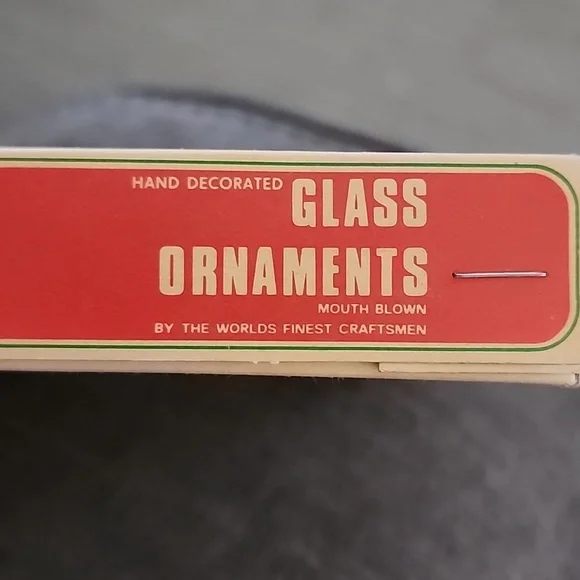 HAND DECORATED GLASS
ORNAMENTS
MOUTH BLOWN
BY THE WORLDS FINEST CRAFTSMEN